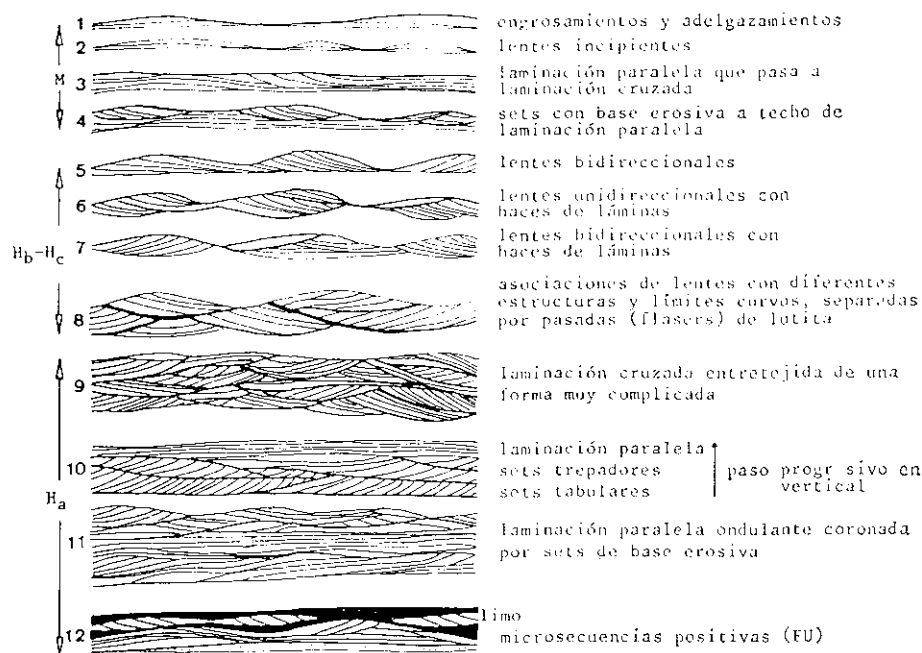 1 engrosamientos y adelgazamientos
2 lentes incipientes
M
3 laminación paralela que pasa a
laminación cruzada
4 sets con base erosiva a techo de
laminación paralela
5 lentes bidireccionales
6 lentes unidireccionales con
haces de láminas
Hb-Hc
7 lentes bidireccionales con
haces de láminas
8 asociaciones de lentes con diferentes
estructuras y límites curvos, separadas
por pasadas (flasers) de lutita
9 laminación cruzada entretejida de una
forma muy complicada
Ha
10 laminación paralela
sets trepadores
sets tabulares
paso progr sivo en
vertical
11 laminación paralela ondulante coronada
por sets de base erosiva
limo
12 microsecuencias positivas (FU)